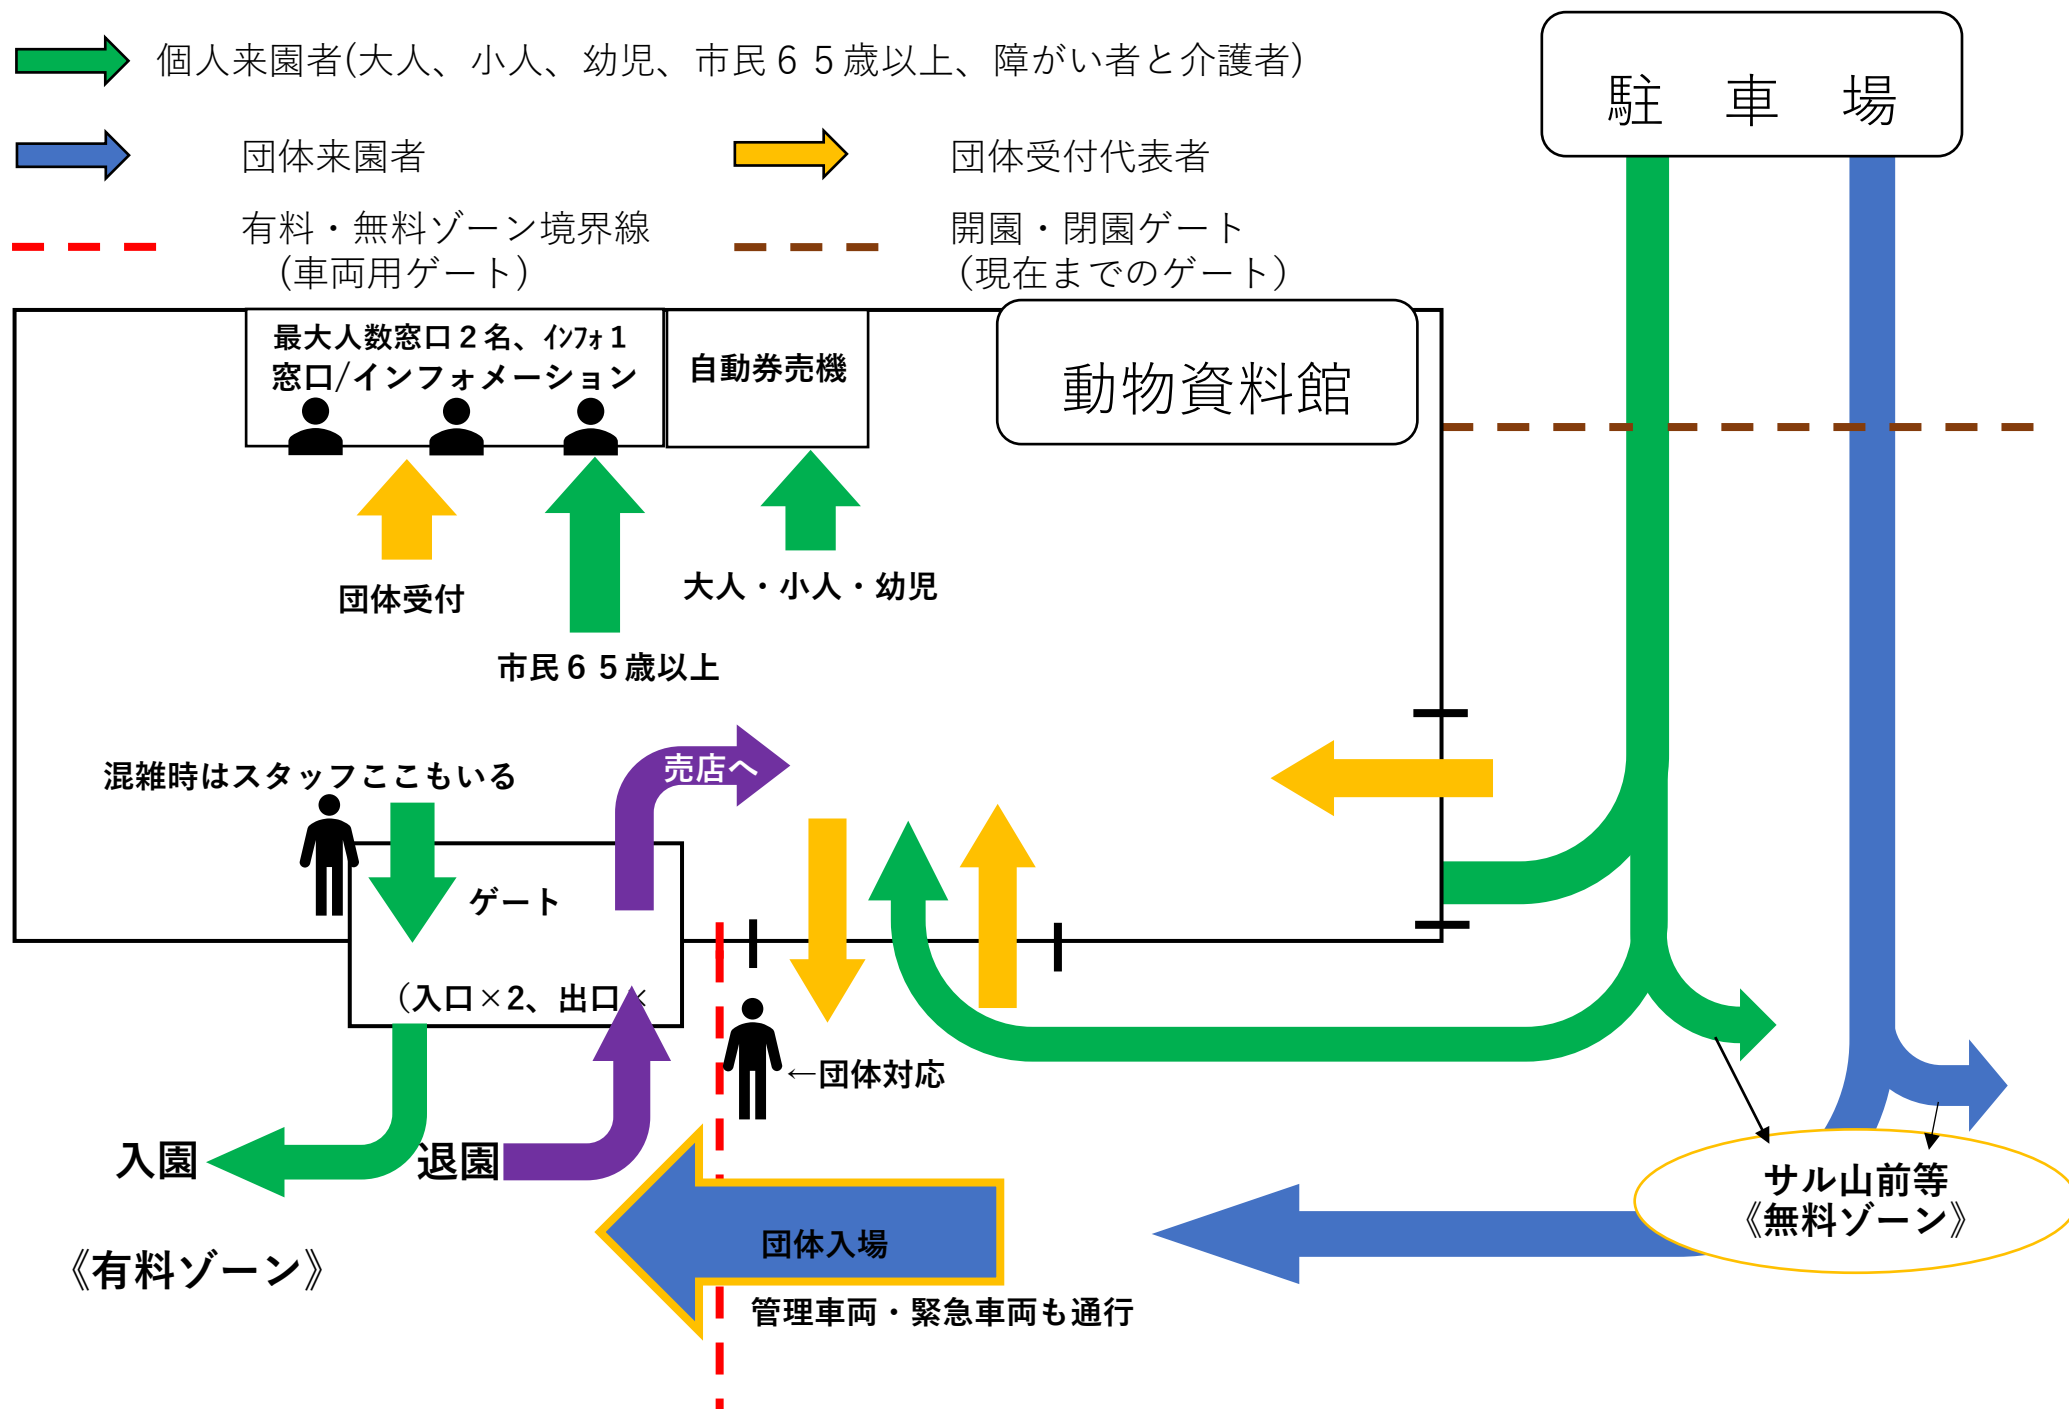 個人来園者(大人、小人、幼児、市民６５歳以上、障がい者と介護者)
団体来園者
団体受付代表者
有料・無料ゾーン境界線
(車両用ゲート)
開園・閉園ゲート
(現在までのゲート)
駐 車 場
最大人数窓口２名、ｲﾝﾌｫ１
窓口/インフォメーション
自動券売機
動物資料館
団体受付
大人・小人・幼児
市民６５歳以上
混雑時はスタッフここもいる
売店へ
ゲート
(入口×2、出口×
←団体対応
入園
退園
サル山前等
《無料ゾーン》
団体入場
《有料ゾーン》
管理車両・緊急車両も通行